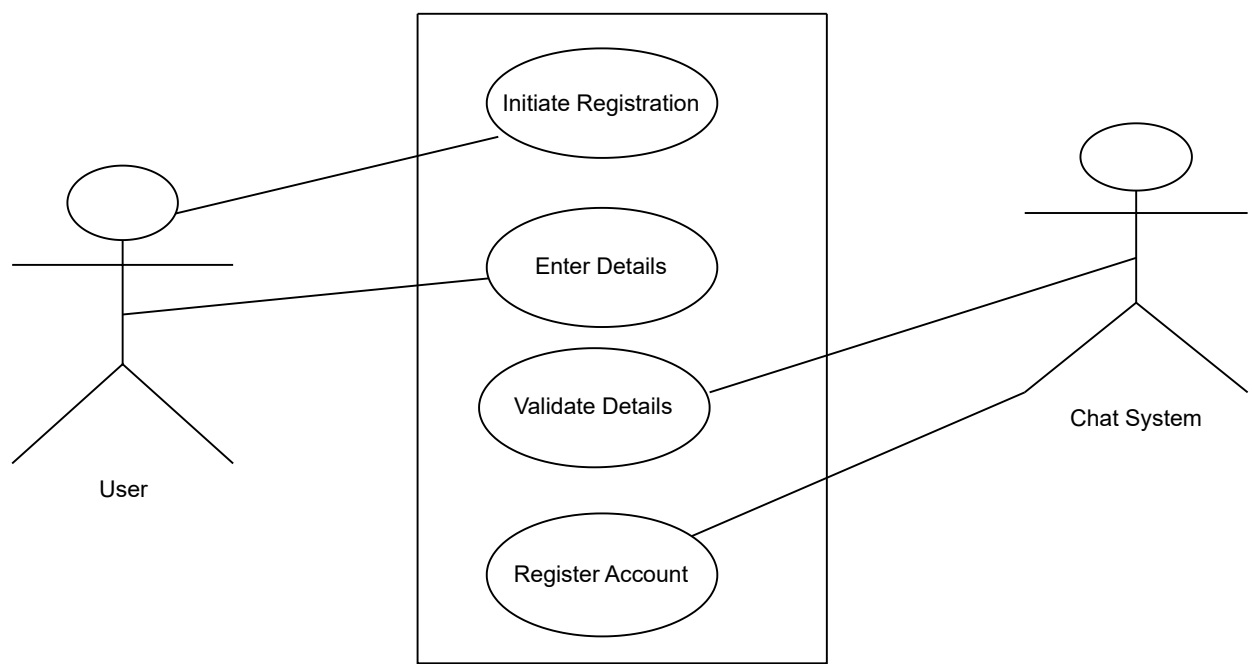 Initiate Registration
Enter Details
Validate Details
Chat System
User
Register Account